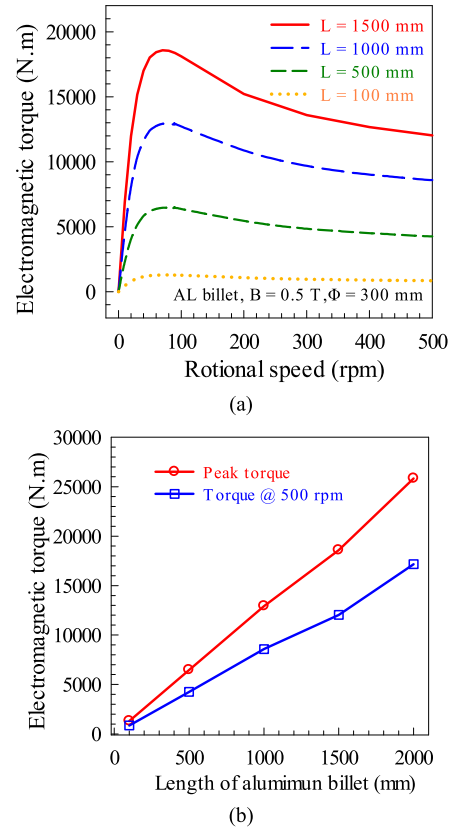 Electromagnetic torque (N.m)
20000
15000
10000
5000
0
L = 1500 mm
L = 1000 mm
L = 500 mm
L = 100 mm
AL billet, B = 0.5 T,Φ = 300 mm
0 100 200 300 400 500
Rotional speed (rpm)
(a)
Electromagnetic torque (N.m)
30000
25000
20000
15000
10000
5000
0
Peak torque
Torque @ 500 rpm
0 500 1000 1500 2000
Length of alumimun billet (mm)
(b)